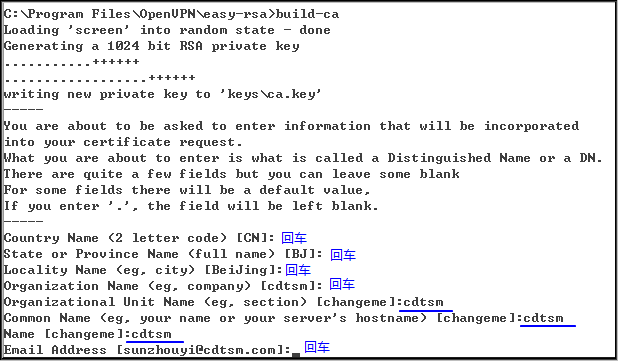 C:\Program Files\OpenVPN\easy-rsa>build-ca
Loading 'screen' into random state - done
Generating a 1024 bit RSA private key
...........++++++
..................++++++
writing new private key to 'keys\ca.key'
-----
You are about to be asked to enter information that will be incorporated
into your certificate request.
What you are about to enter is what is called a Distinguished Name or a DN.
There are quite a few fields but you can leave some blank
For some fields there will be a default value,
If you enter '.', the field will be left blank.
-----
Country Name (2 letter code) [CN]: 回车
State or Province Name (full name) [BJ]: 回车
Locality Name (eg, city) [BeiJing]:回车
Organization Name (eg, company) [cdtsm]: 回车
Organizational Unit Name (eg, section) [changeme]:cdtsm
Common Name (eg, your name or your server's hostname) [changeme]:cdtsm
Name [changeme]:cdtsm
Email Address [sunzhouyi@cdtsm.com]: 回车